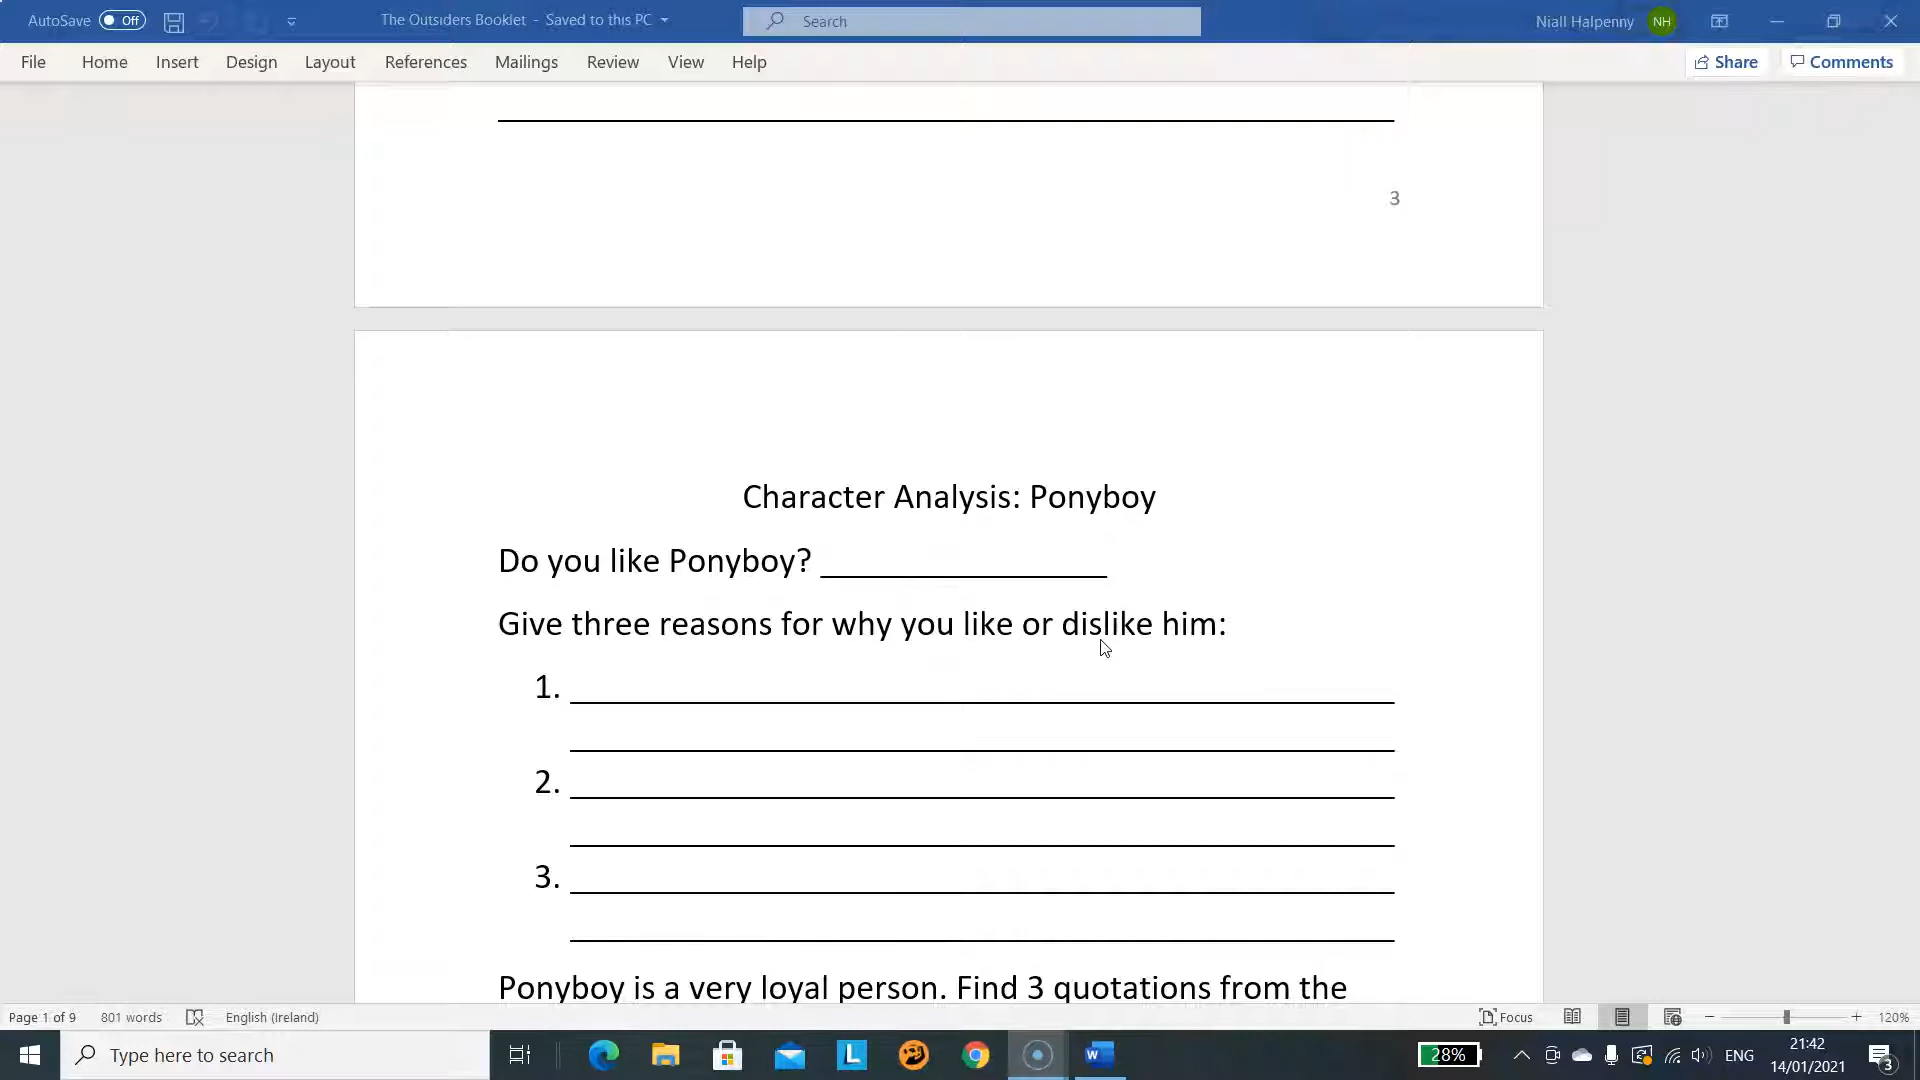 AutoSave Off
The Outsiders Booklet - Saved to this PC
Search
Niall Halpenny NH
File Home Insert Design Layout References Mailings Review View Help
Share Comments
3
Character Analysis: Ponyboy
Do you like Ponyboy? _________________
Give three reasons for why you like or dislike him:
1.
2.
3.
Ponyboy is a very loyal person. Find 3 quotations from the
Page 1 of 9 801 words English (Ireland)
Focus 120%
Type here to search
L
W
28%
ENG
21:42
14/01/2021
3